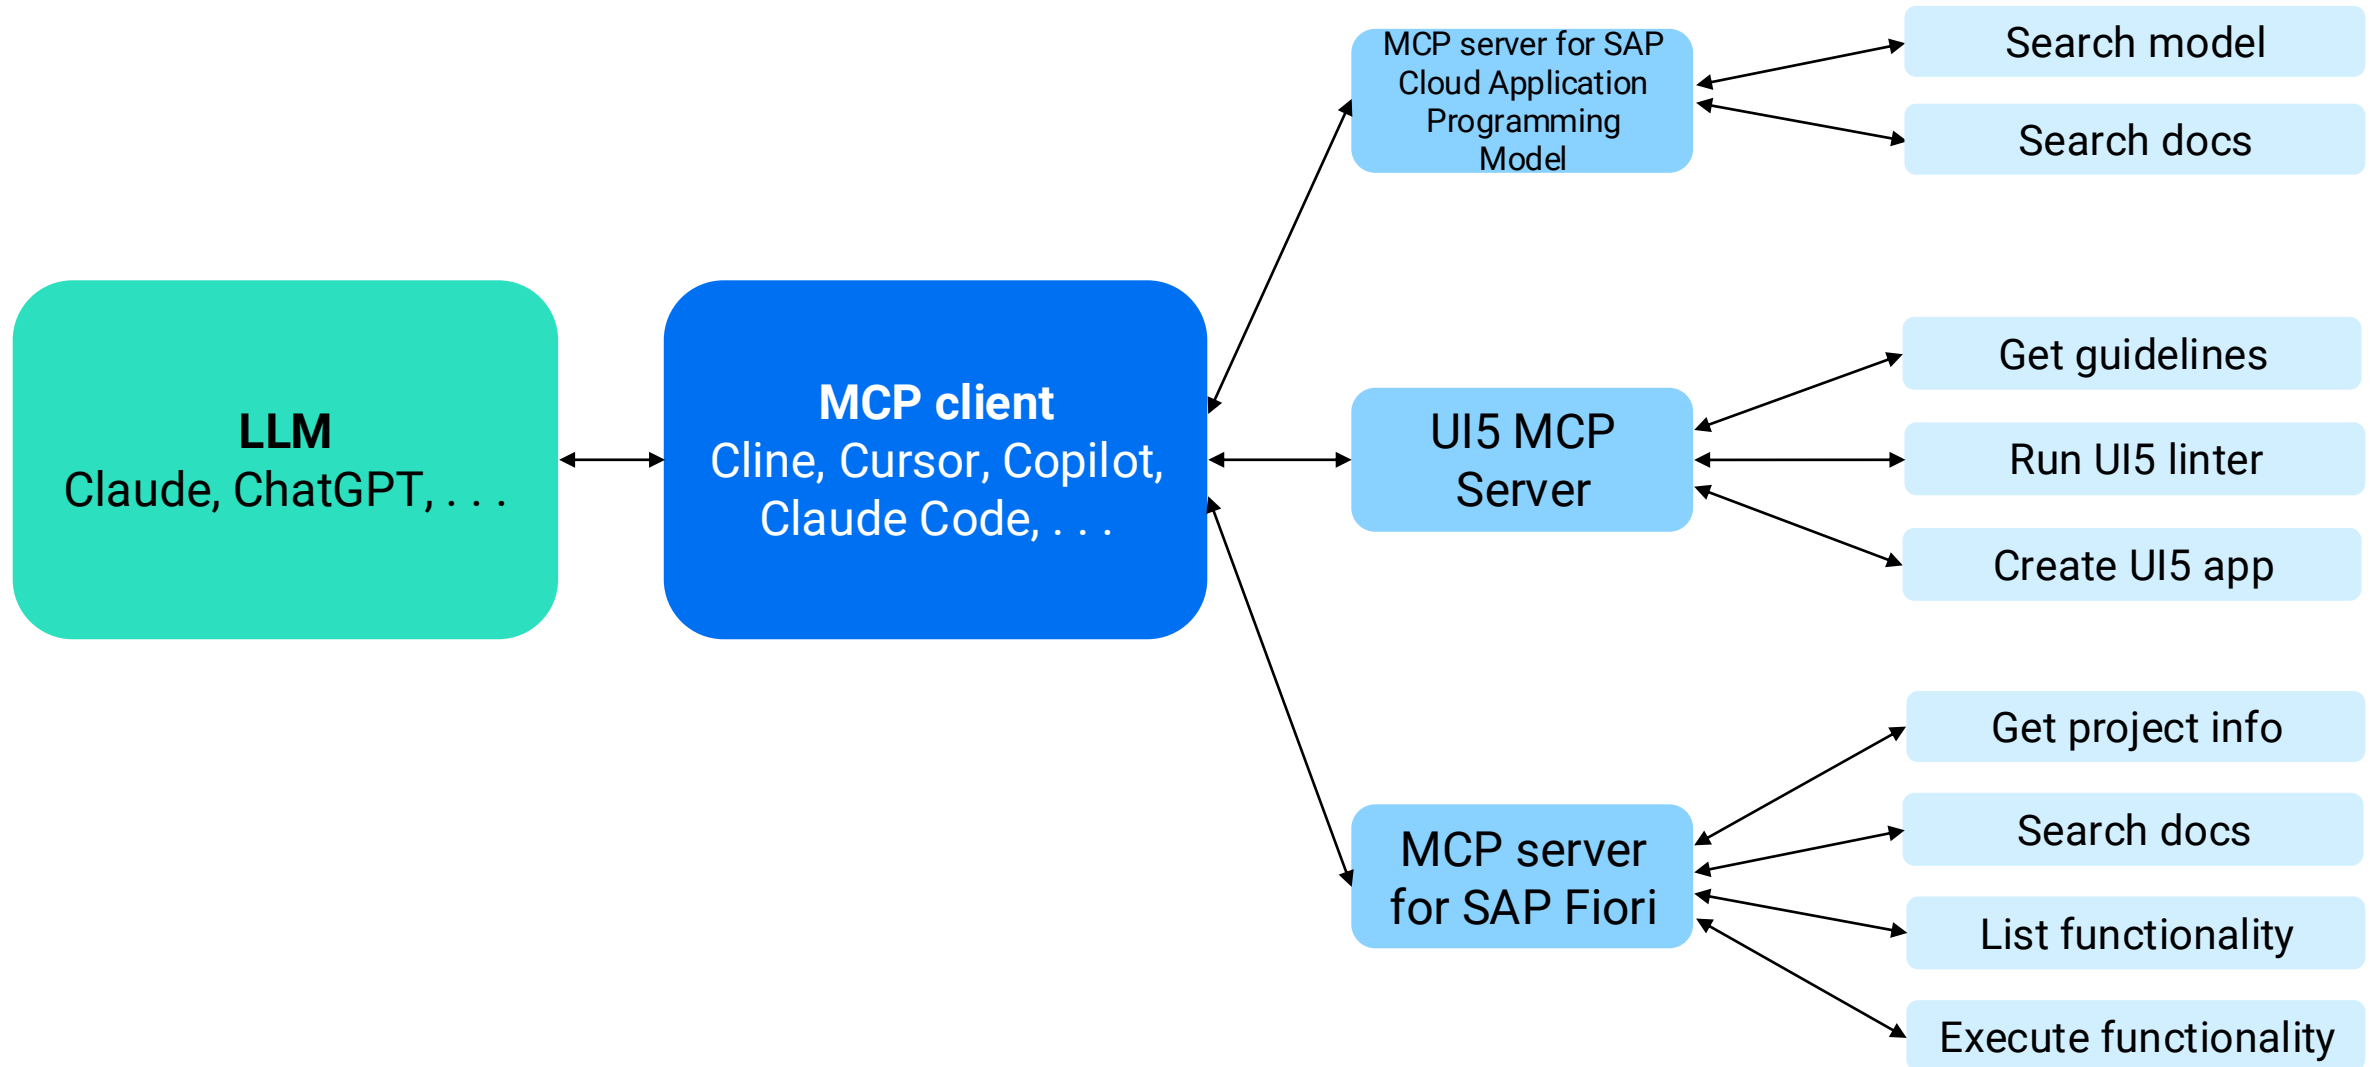 LLM
Claude, ChatGPT, . . .
MCP client
Cline, Cursor, Copilot,
Claude Code, . . .
MCP server for SAP
Cloud Application
Programming
Model
Search model
Search docs
UI5 MCP
Server
Get guidelines
Run UI5 linter
Create UI5 app
MCP server
for SAP Fiori
Get project info
Search docs
List functionality
Execute functionality